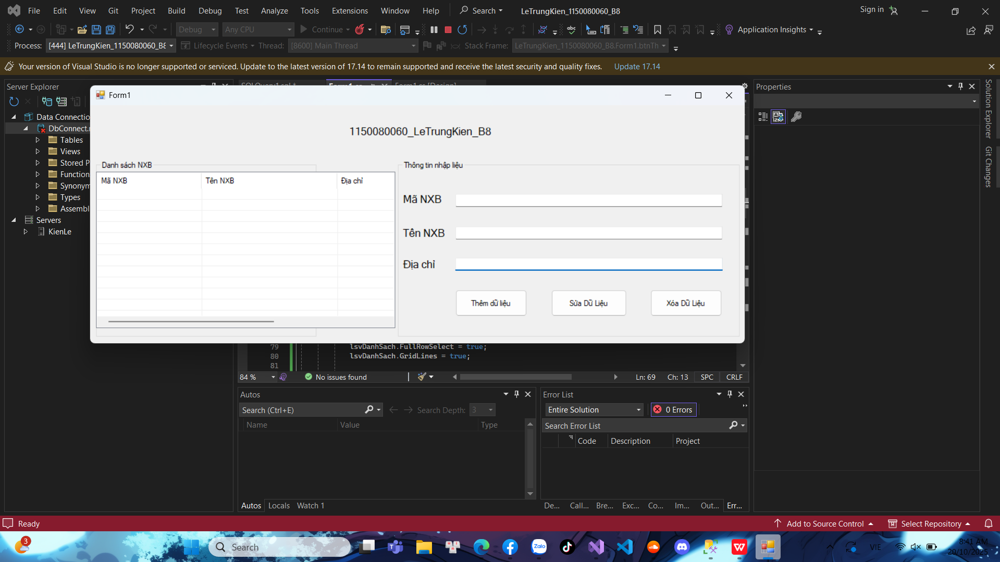 File Edit View Git Project Build Debug Test Analyze Tools Extensions Window Help Search LeTrungKien_1150080060_B8 Sign in
Debug Any CPU Continue Application Insights
Process: [444] LeTrungKien_1150080060_B8 Lifecycle Events Thread: [8600] Main Thread Stack Frame: LeTrungKien_1150080060_B8.Form1.btnTh
Your version of Visual Studio is no longer supported or serviced. Update to the latest version of 17.14 to remain supported and receive the latest security and quality fixes. Update 17.14
Server Explorer
Data Connectio
DbConnect.
Tables
Views
Stored P
Function
Synonym
Types
Assembl
Servers
KienLe
Form1
1150080060_LeTrungKien_B8
Danh sách NXB
Mã NXB Tên NXB Địa chỉ
Thông tin nhập liệu
Mã NXB
Tên NXB
Địa chỉ
Thêm dữ liệu Sửa Dữ Liệu Xóa Dữ Liệu
Properties
Solution Explorer
Git Changes
79 lsvDanhSach.FullRowSelect = true;
80 lsvDanhSach.GridLines = true;
81
84 % No issues found Ln: 69 Ch: 13 SPC CRLF
Autos
Search (Ctrl+E) Search Depth: 3
Name Value Type
Autos Locals Watch 1
Error List
Entire Solution 0 Errors
Search Error List
Code Description Project
De... Call... Bre... Exc... Co... Im... Out... Err...
Ready Add to Source Control Select Repository
3 Search Zalo VIE 8:41 AM
20/10/2025